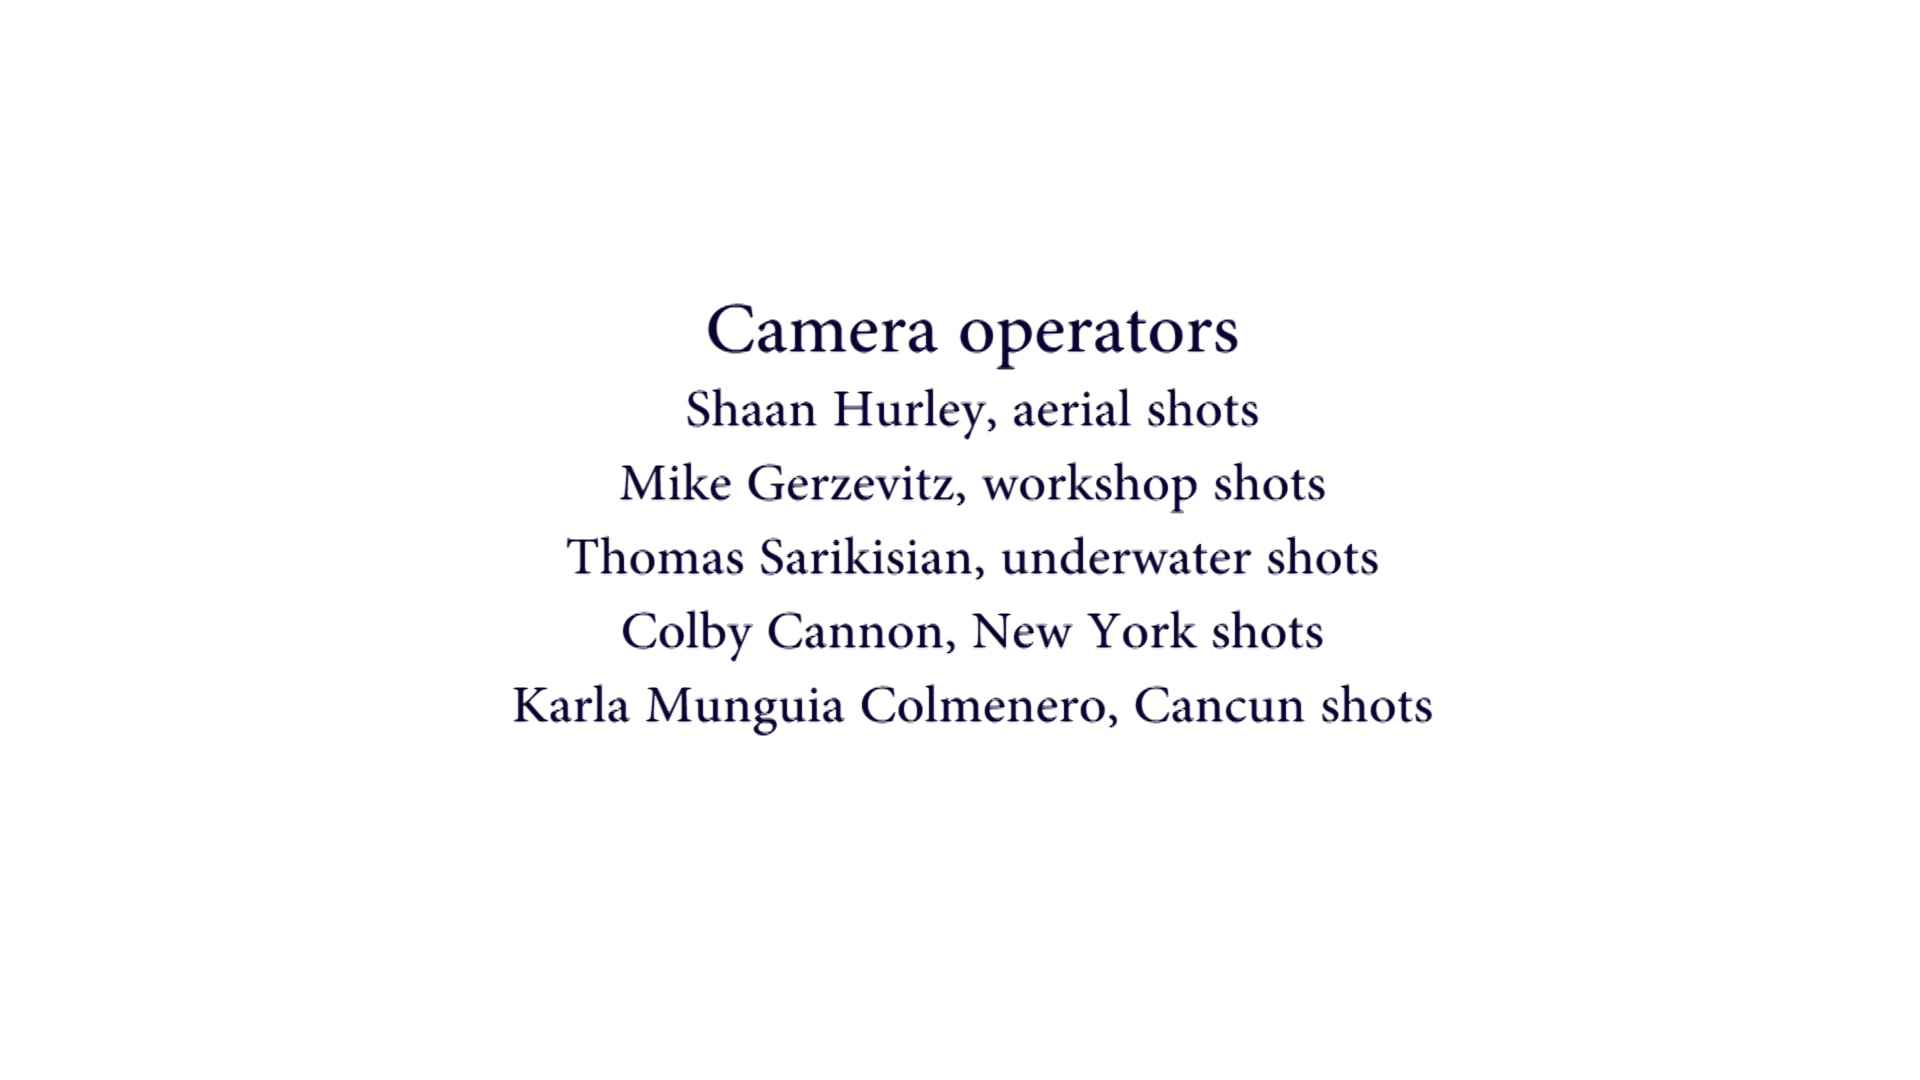 Camera operators
Shaan Hurley, aerial shots
Mike Gerzevitz, workshop shots
Thomas Sarikisian, underwater shots
Colby Cannon, New York shots
Karla Munguia Colmenero, Cancun shots